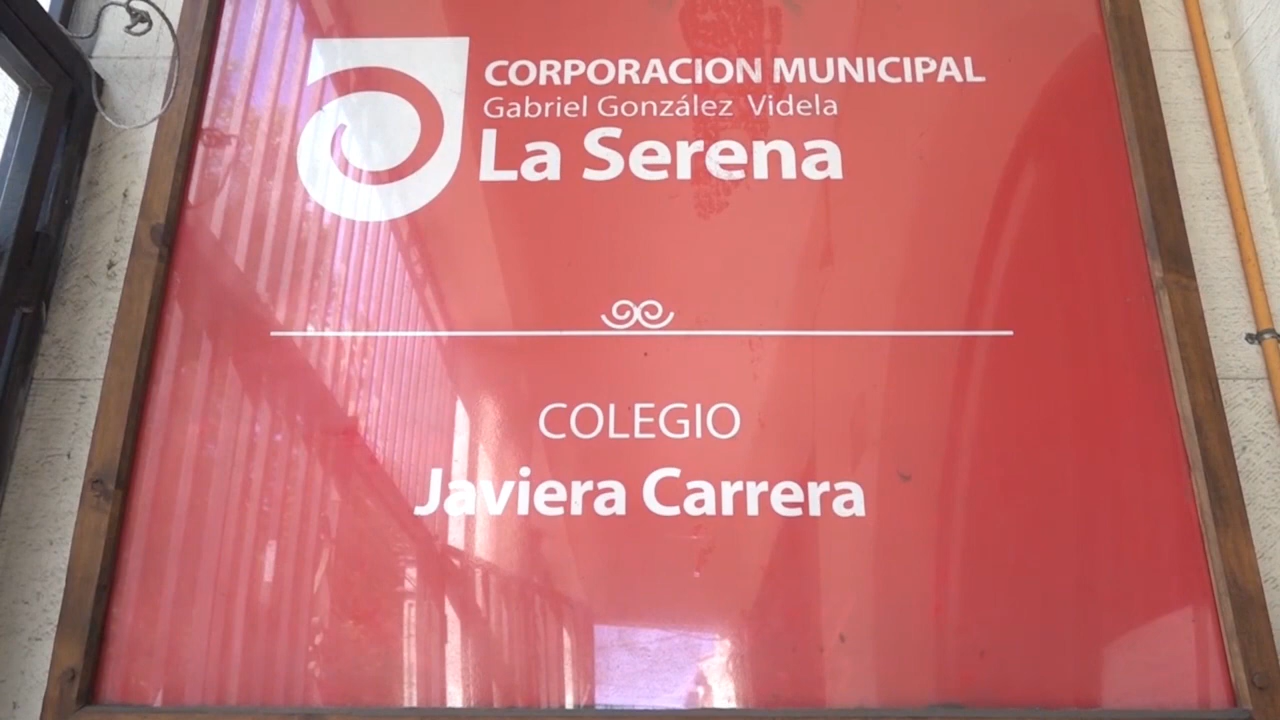 CORPORACION MUNICIPAL
Gabriel González Videla
La Serena
COLEGIO
Javiera Carrera